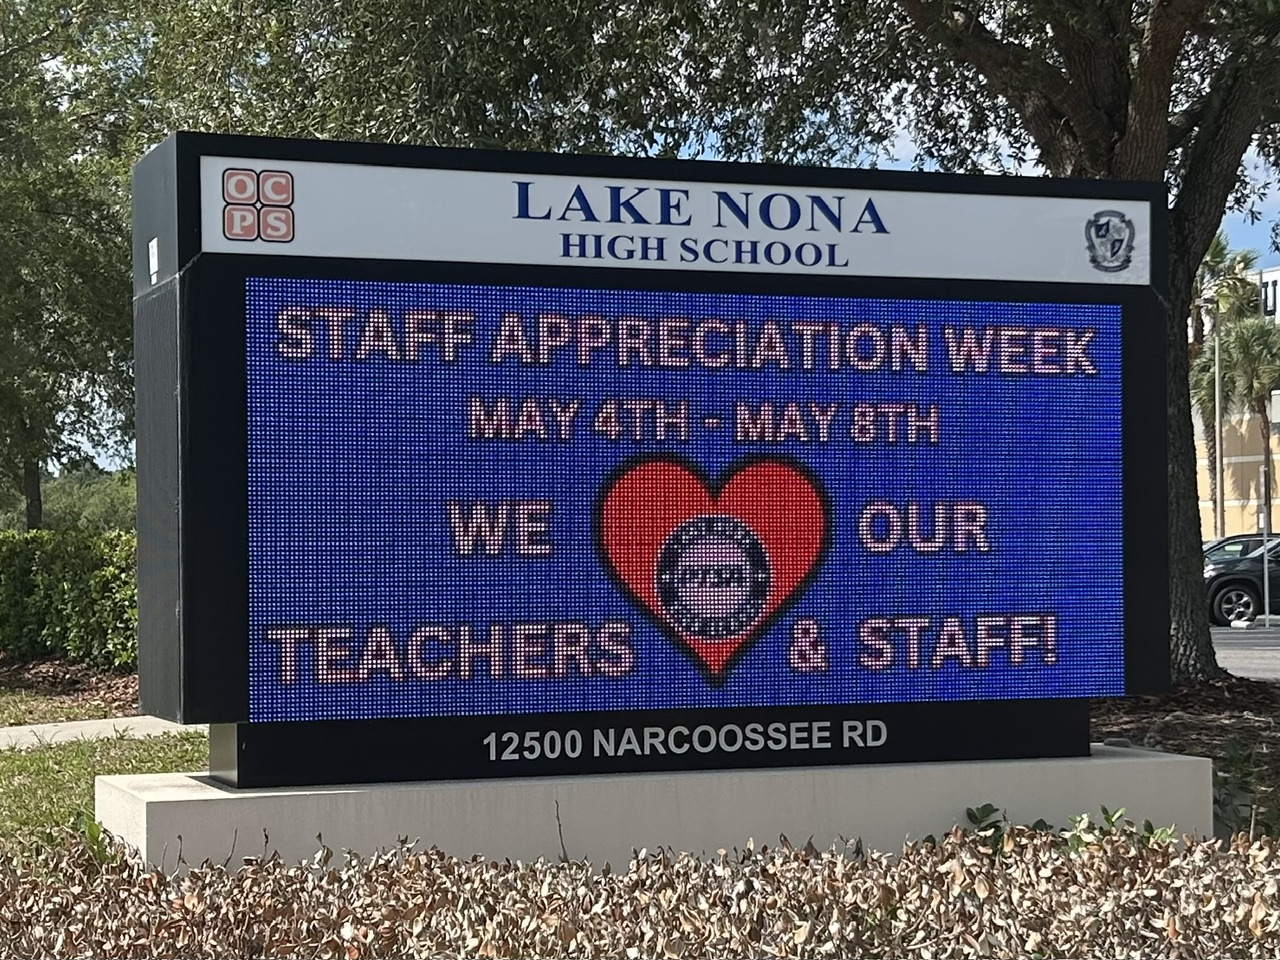 OC
PS
LAKE NONA
HIGH SCHOOL
STAFF APPRECIATION WEEK
MAY 4TH - MAY 8TH
WE OUR
PTSA
TEACHERS & STAFF!
12500 NARCOOSSEE RD